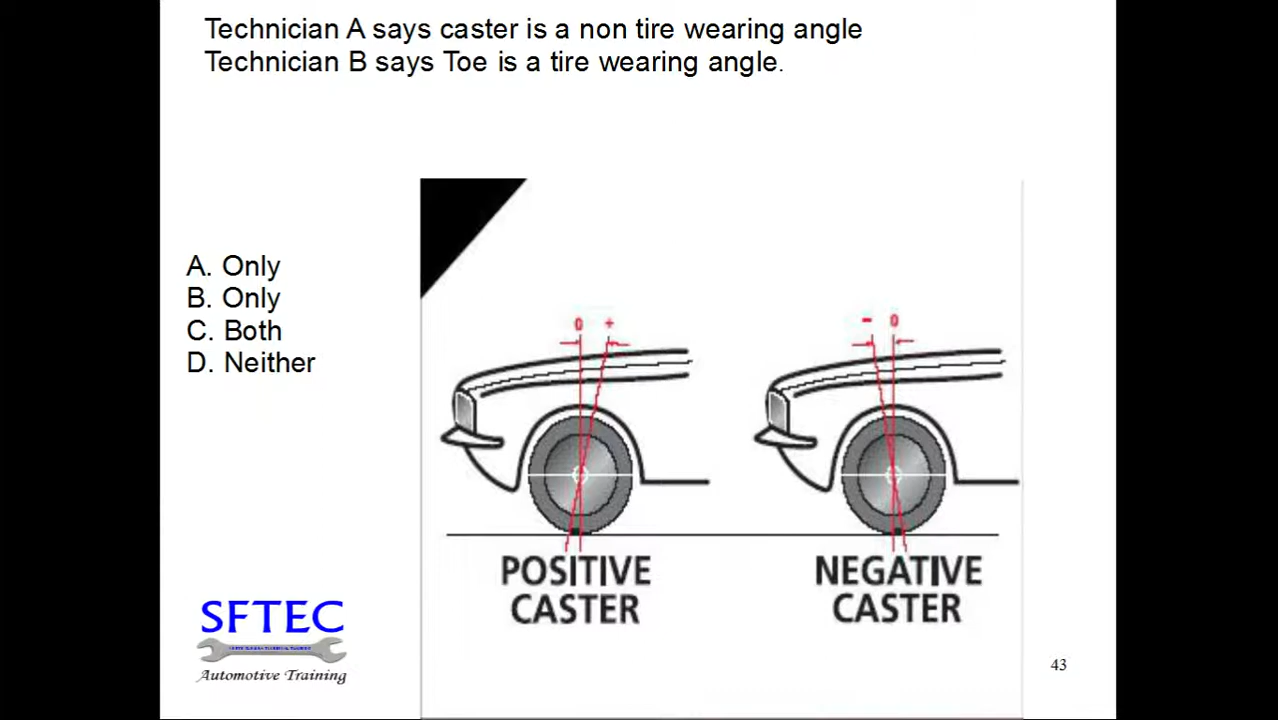 Technician A says caster is a non tire wearing angle
Technician B says Toe is a tire wearing angle.
A. Only
B. Only
C. Both
D. Neither
0 +
- 0
POSITIVE
CASTER
NEGATIVE
CASTER
SFTEC
Automotive Training
43